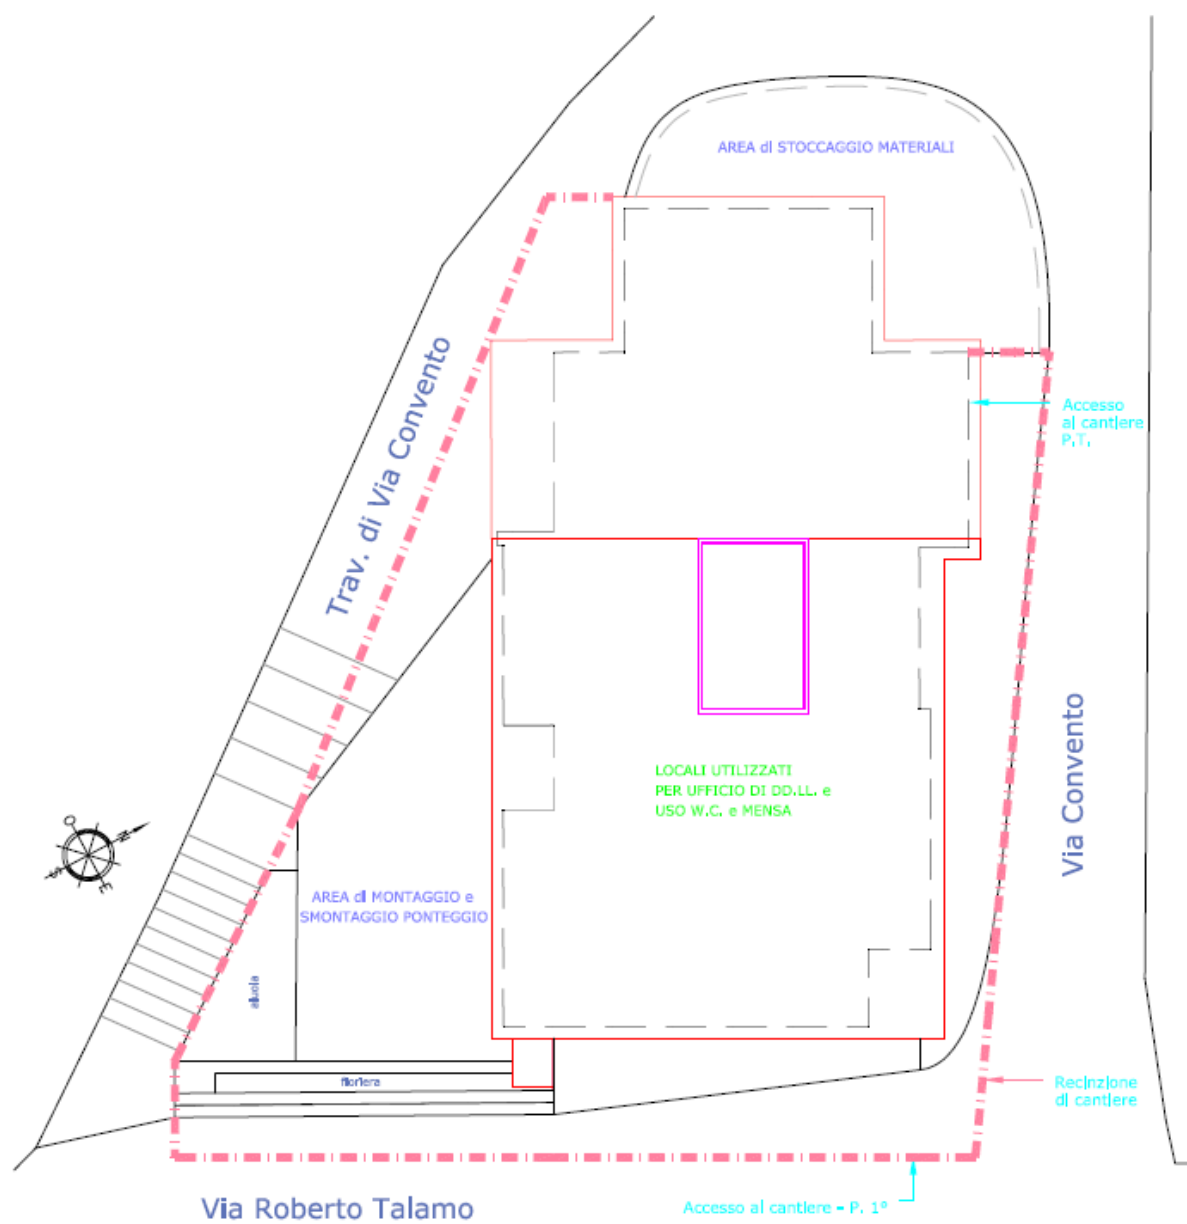 AREA di STOCCAGGIO MATERIALI
Trav. di Via Convento
Accesso
al cantiere
P.T.
Via Convento
LOCALI UTILIZZATI
PER UFFICIO DI DD.LL. e
USO W.C. e MENSA
O
N
S
E
AREA di MONTAGGIO e
SMONTAGGIO PONTEGGIO
aiuola
fioriera
Recinzione
di cantiere
Via Roberto Talamo
Accesso al cantiere - P. 1°